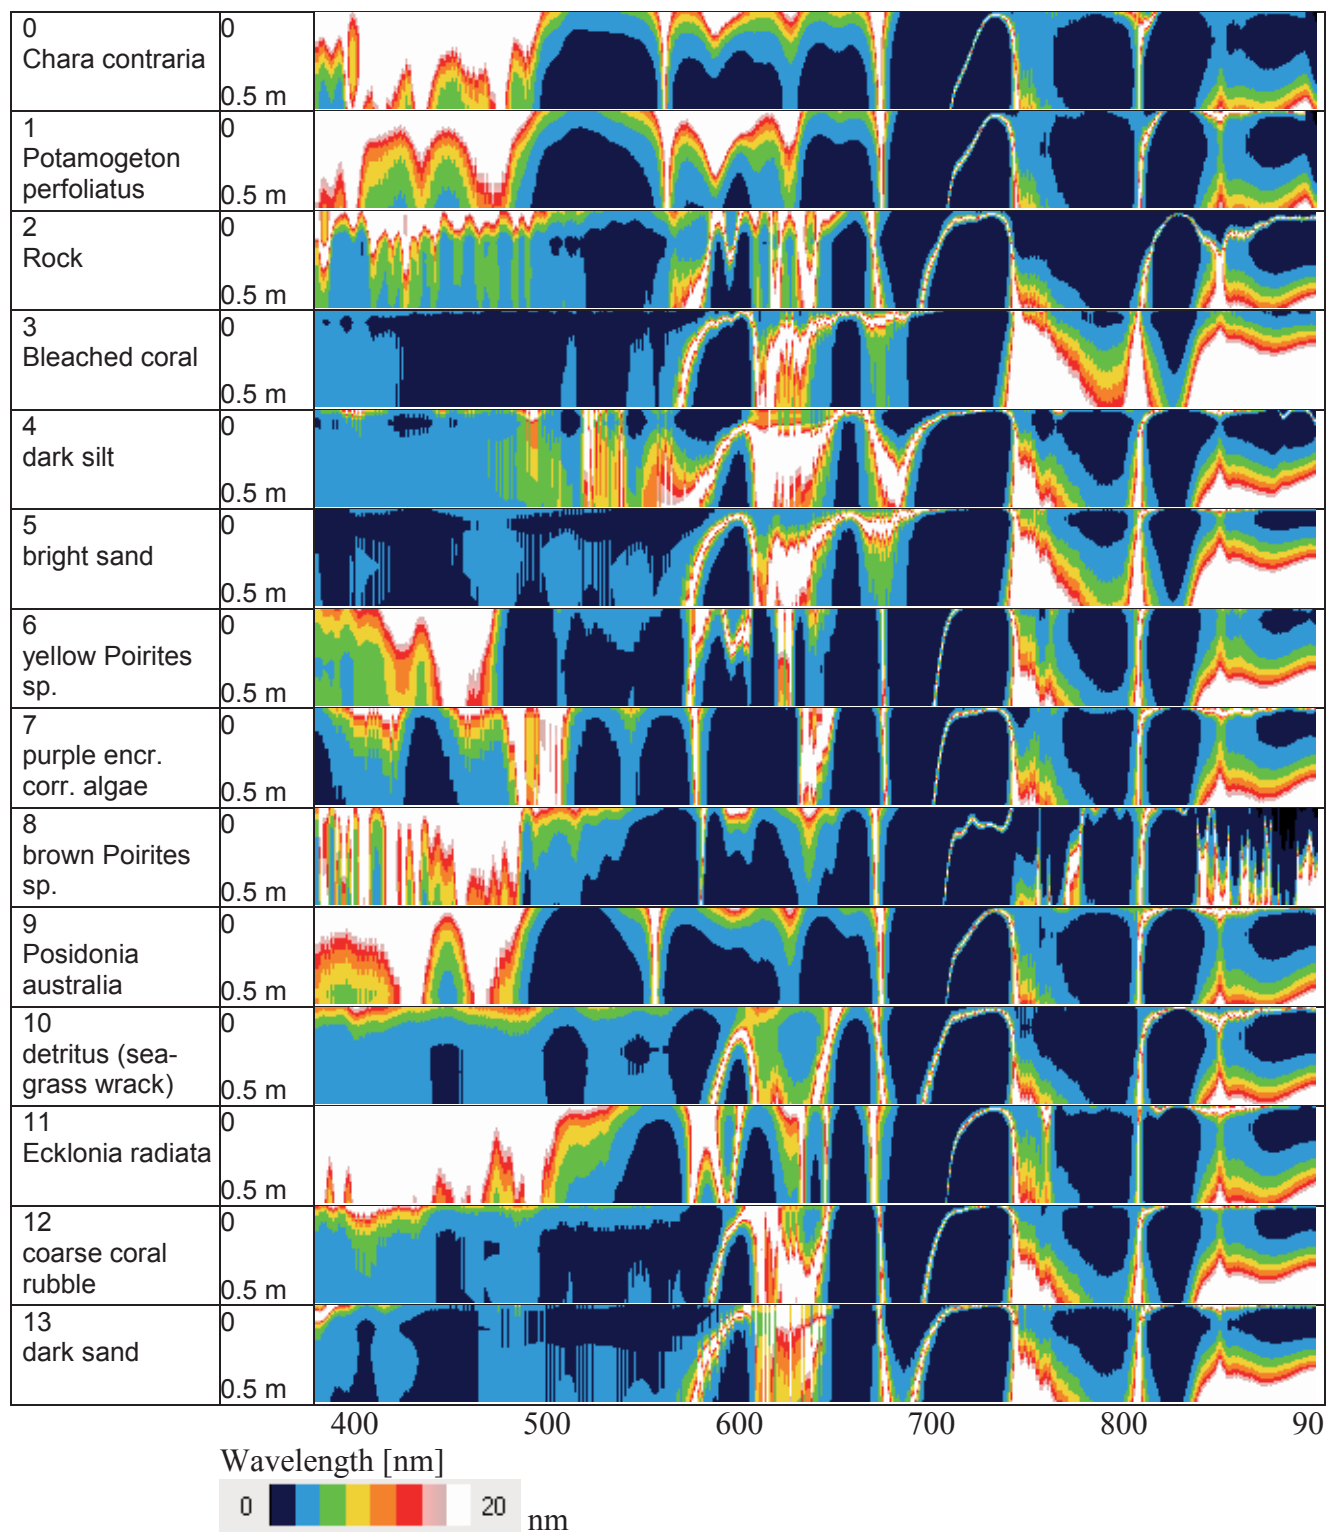 0
Chara contraria
0
0.5 m
1
Potamogeton
perfoliatus
0
0.5 m
2
Rock
0
0.5 m
3
Bleached coral
0
0.5 m
4
dark silt
0
0.5 m
5
bright sand
0
0.5 m
6
yellow Poirites
sp.
0
0.5 m
7
purple encr.
corr. algae
0
0.5 m
8
brown Poirites
sp.
0
0.5 m
9
Posidonia
australia
0
0.5 m
10
detritus (sea-
grass wrack)
0
0.5 m
11
Ecklonia radiata
0
0.5 m
12
coarse coral
rubble
0
0.5 m
13
dark sand
0
0.5 m
400 500 600 700 800 90
Wavelength [nm]
0 20 nm